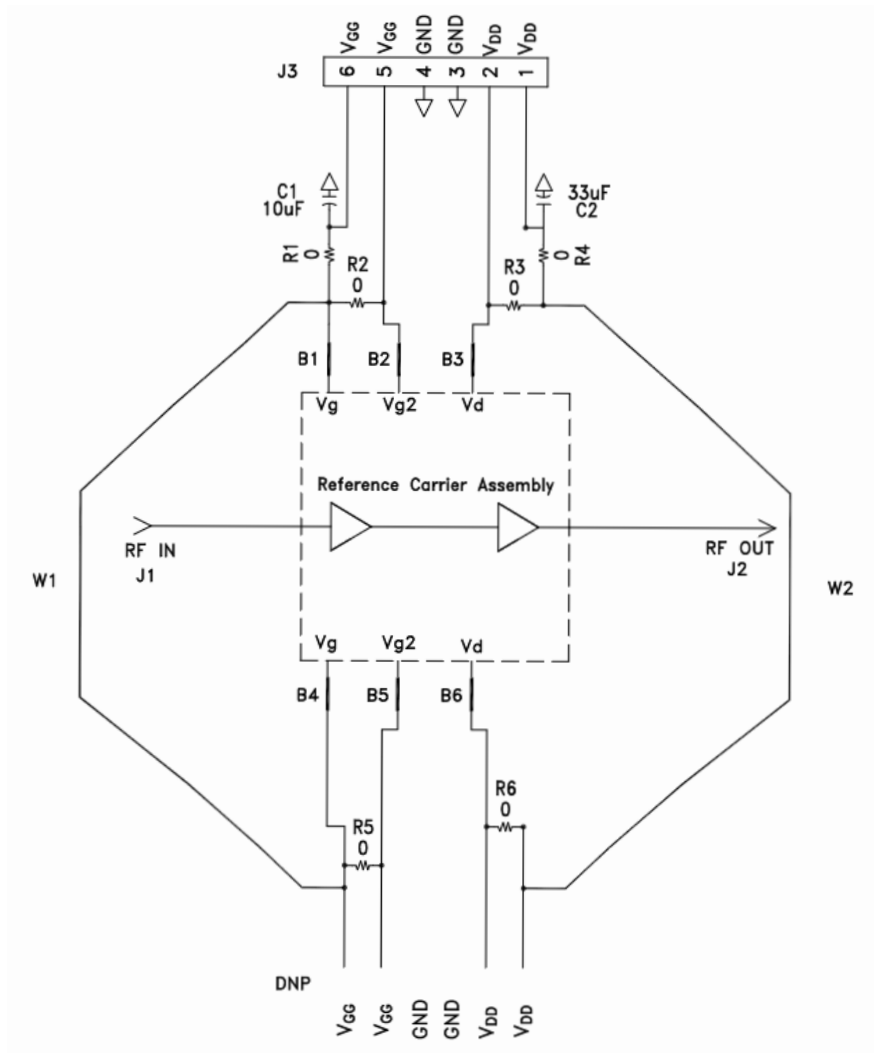 VGG VGG GND GND VDD VDD
J3 6 5 4 3 2 1
C1
10uF
33uF
C2
R1
0
R2
0
R3
0
0
R4
B1 B2 B3
Vg Vg2 Vd
Reference Carrier Assembly
RF IN
J1
RF OUT
J2
W1
W2
Vg Vg2 Vd
B4 B5 B6
R6
0
R5
0
DNP
VGG VGG GND GND VDD VDD